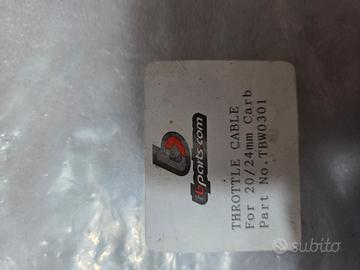 tbparts.com
THROTTLE CABLE
For 20/24mm Carb
Part No.TBW0301
subito